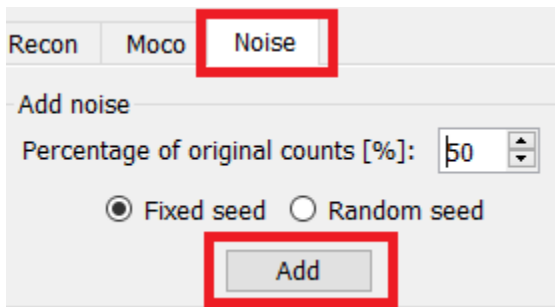 Recon Moco Noise
Add noise
Percentage of original counts [%]: 50
Fixed seed Random seed
Add